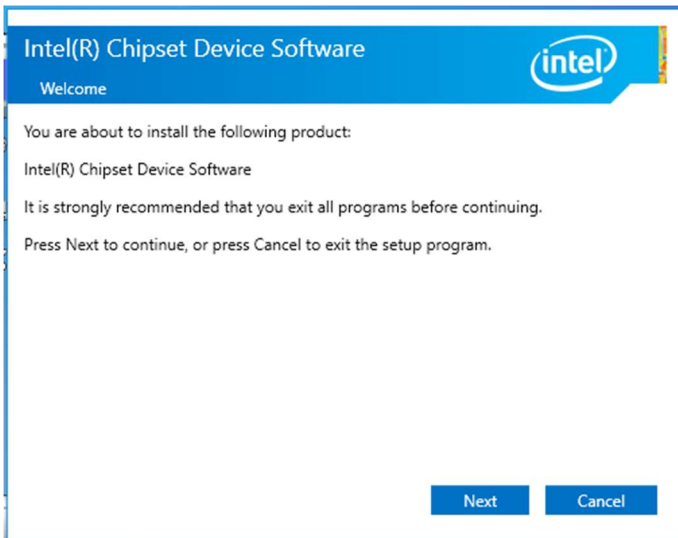 Intel(R) Chipset Device Software
intel
Welcome
You are about to install the following product:
Intel(R) Chipset Device Software
It is strongly recommended that you exit all programs before continuing.
Press Next to continue, or press Cancel to exit the setup program.
Next
Cancel